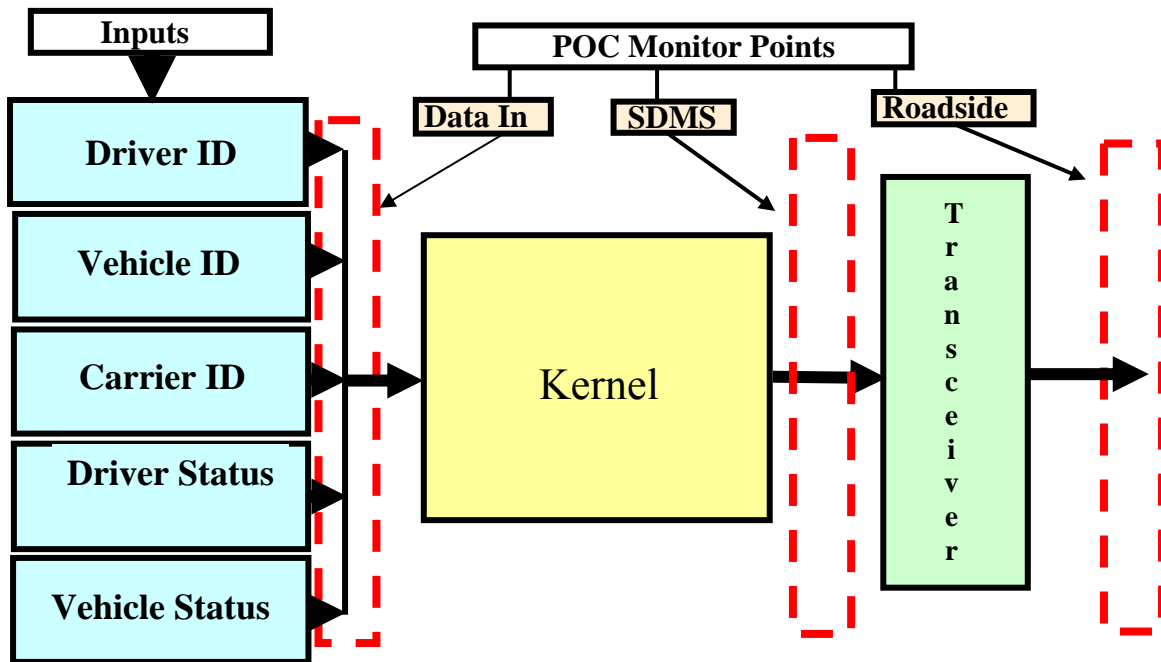 Inputs
POC Monitor Points
Data In
SDMS
Roadside
Driver ID
Vehicle ID
Carrier ID
Driver Status
Vehicle Status
Kernel
Transceiver